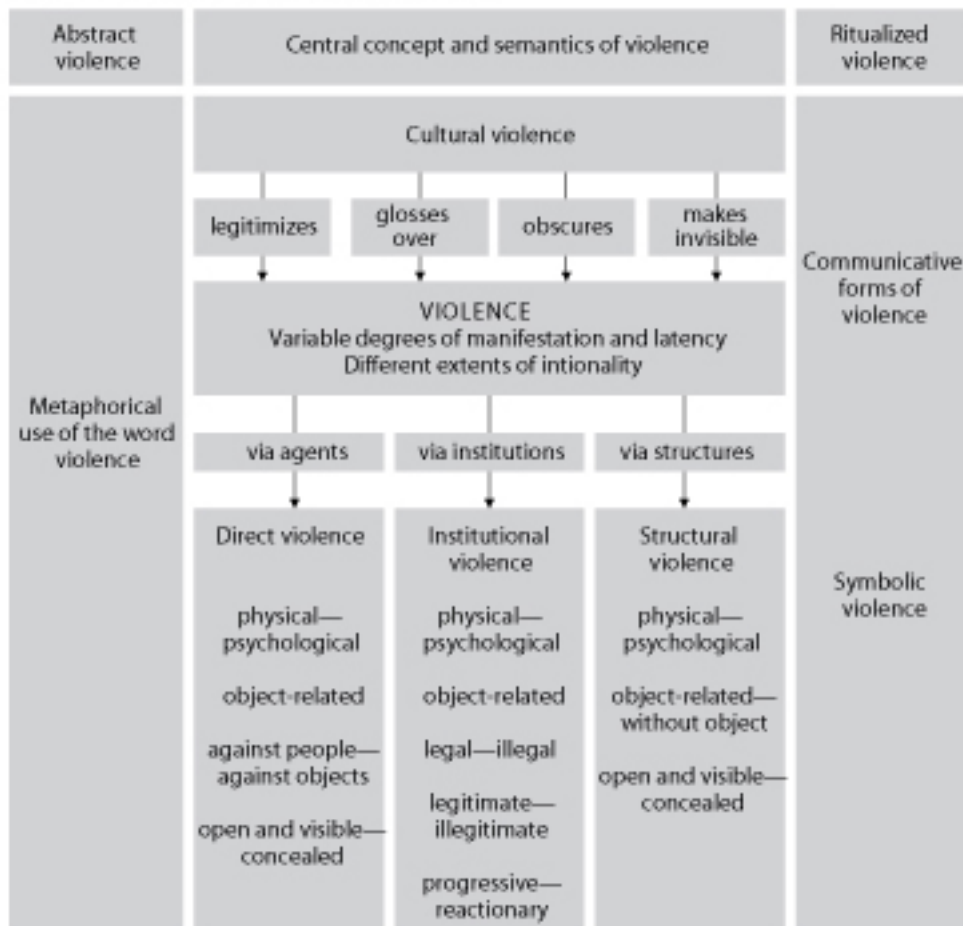 Abstract
violence
Central concept and semantics of violence
Ritualized
violence
Metaphorical
use of the word
violence
Cultural violence
legitimizes
glosses
over
obscures
makes
invisible
VIOLENCE
Variable degrees of manifestation and latency
Different extents of intionality
via agents
via institutions
via structures
Direct violence
physical—
psychological
object-related
against people—
against objects
open and visible—
concealed
Institutional
violence
physical—
psychological
object-related
legal—illegal
legitimate—
illegitimate
progressive—
reactionary
Structural
violence
physical—
psychological
object-related—
without object
open and visible—
concealed
Communicative
forms of
violence
Symbolic
violence